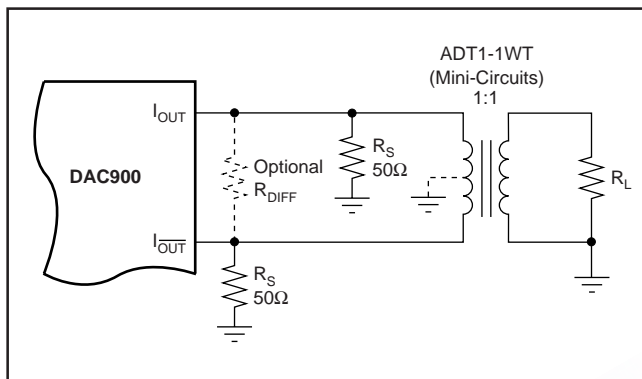 ADT1-1WT
(Mini-Circuits)
1:1
IOUT
RS
50Ω
Optional
RDIFF
DAC900
RL
IOUT
RS
50Ω